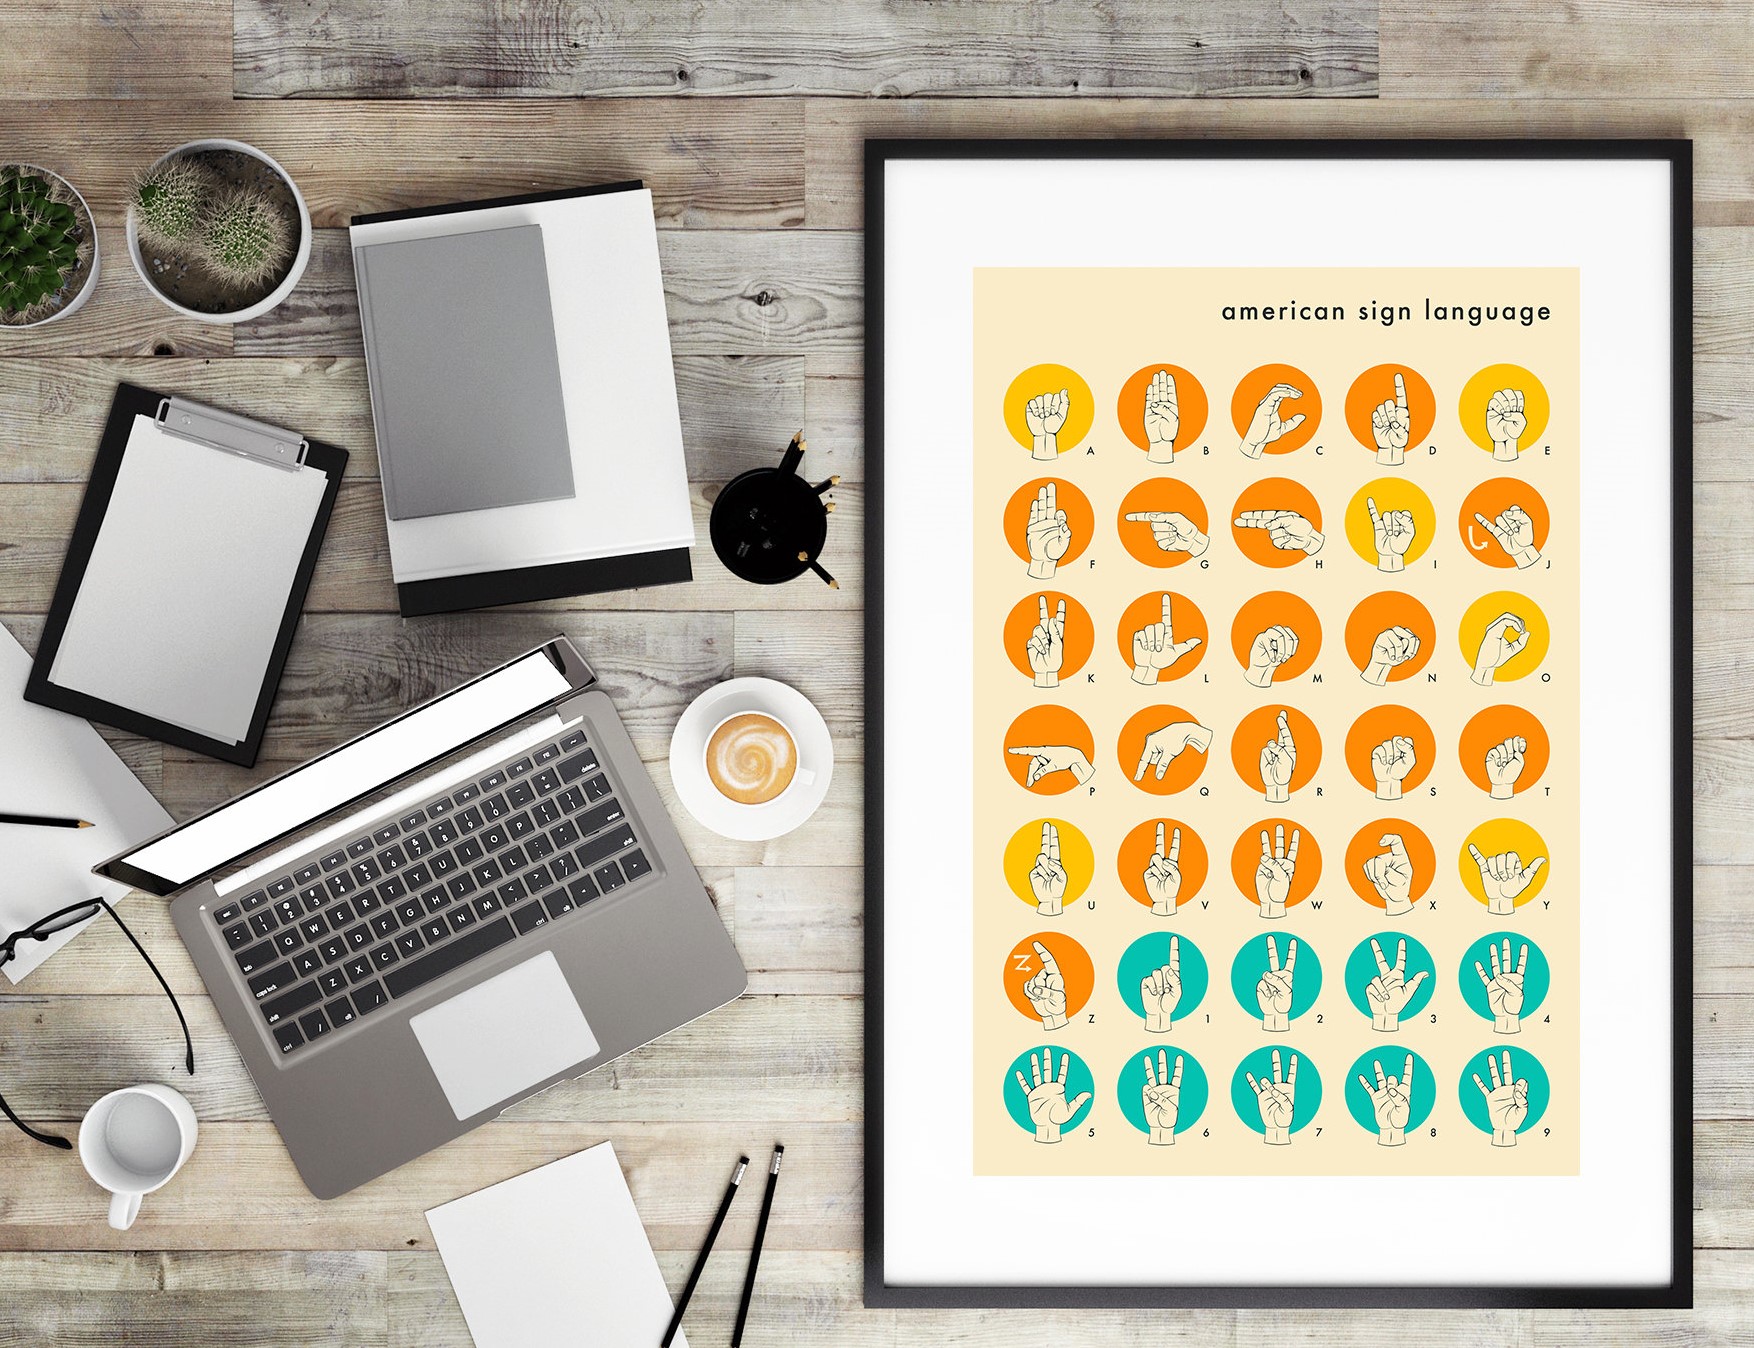 american sign language
A B C D E
F G H I J
K L M N O
P Q R S T
U V W X Y
Z 1 2 3 4
5 6 7 8 9
Q W E R T Y U I O P
A S D F G H J K L
Z X C V B N M